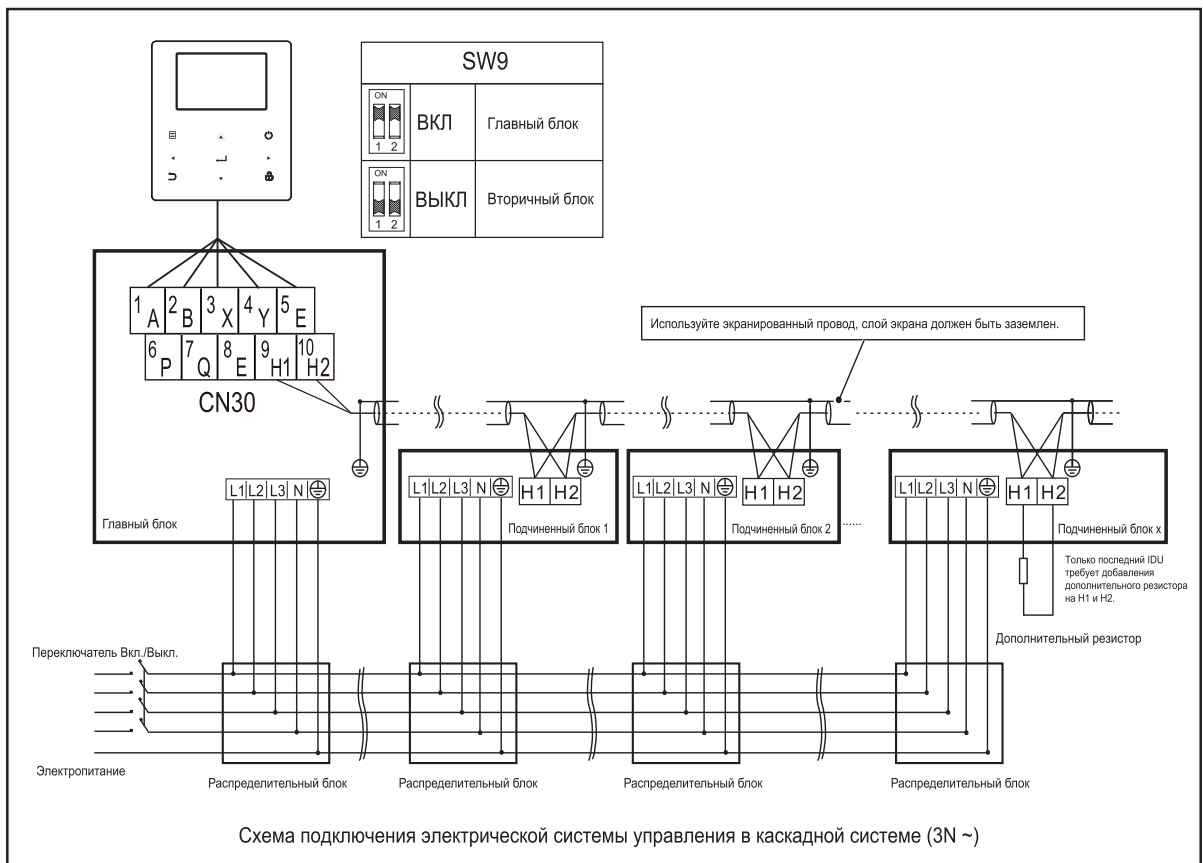 SW9
ON
1 2
ВКЛ
Главный блок
ON
1 2
ВЫКЛ
Вторичный блок
1 A 2 B 3 X 4 Y 5 E
6 P 7 Q 8 E 9 H1 10 H2
CN30
Используйте экранированный провод, слой экрана должен быть заземлен.
L1 L2 L3 N
Главный блок
L1 L2 L3 N
H1 H2
Подчиненный блок 1
L1 L2 L3 N
H1 H2
Подчиненный блок 2
......
L1 L2 L3 N
H1 H2
Подчиненный блок x
Только последний IDU
требует добавления
дополнительного резистора
на H1 и H2.
Дополнительный резистор
Переключатель Вкл./Выкл.
Электропитание
Распределительный блок
Распределительный блок
Распределительный блок
Распределительный блок
Схема подключения электрической системы управления в каскадной системе (3N ~)